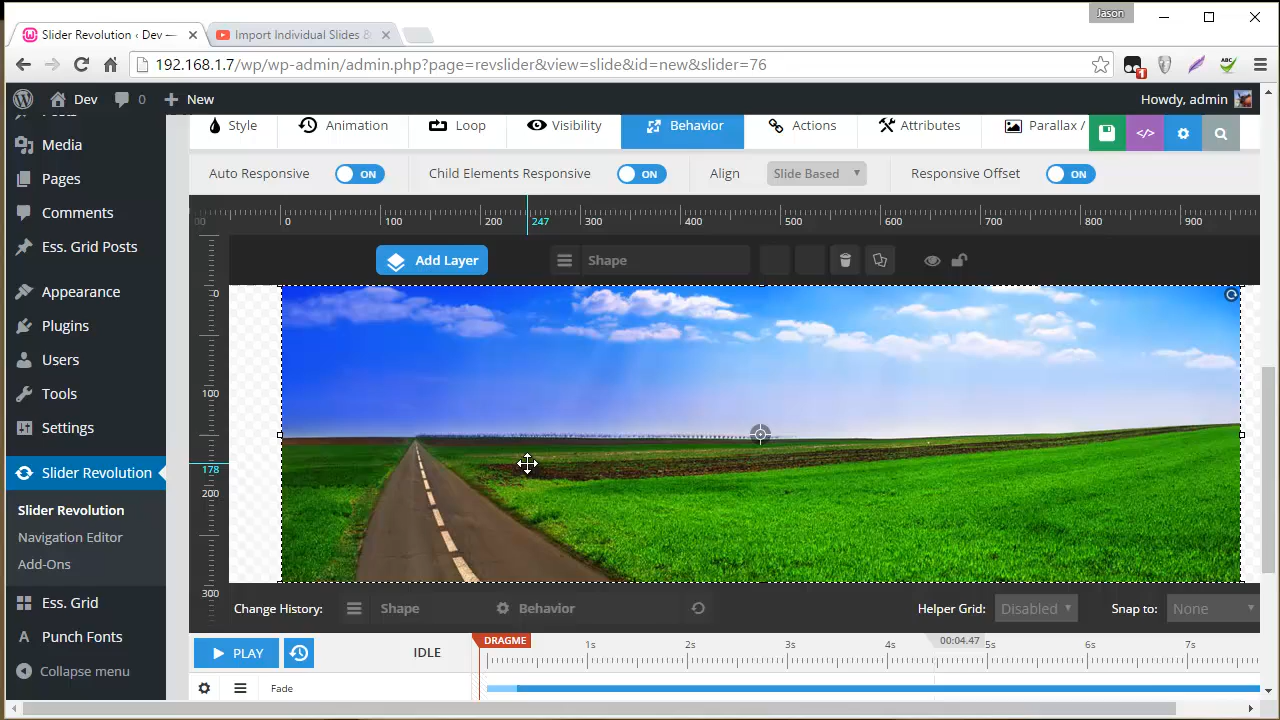 Jason
Slider Revolution ‹ Dev —
Import Individual Slides &
192.168.1.7/wp/wp-admin/admin.php?page=revslider&view=slide&id=new&slider=76
1
ABC
Dev
0
New
Howdy, admin
Posts
Media
Pages
Comments
Ess. Grid Posts
Appearance
Plugins
Users
Tools
Settings
Slider Revolution
Slider Revolution
Navigation Editor
Add-Ons
Ess. Grid
Punch Fonts
Collapse menu
Style
Animation
Loop
Visibility
Behavior
Actions
Attributes
Parallax /
</>
Auto Responsive
ON
Child Elements Responsive
ON
Align
Slide Based
Responsive Offset
ON
00
0
100
200
247
300
400
500
600
700
800
900
Add Layer
Shape
0
100
178
200
300
Change History:
Shape
Behavior
Helper Grid:
Disabled
Snap to:
None
PLAY
IDLE
DRAGME
1s
2s
3s
4s
00:04.47
5s
6s
7s
Fade